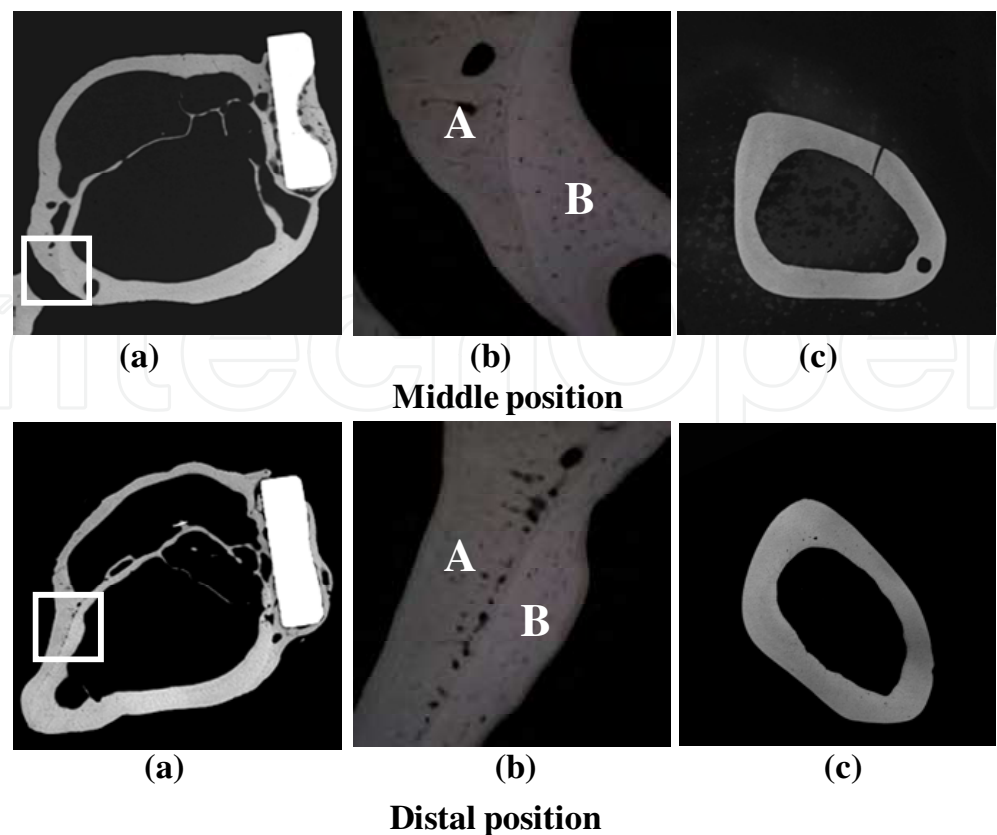 A
B
(a) (b) (c)
Middle position
A
B
(a) (b) (c)
Distal position